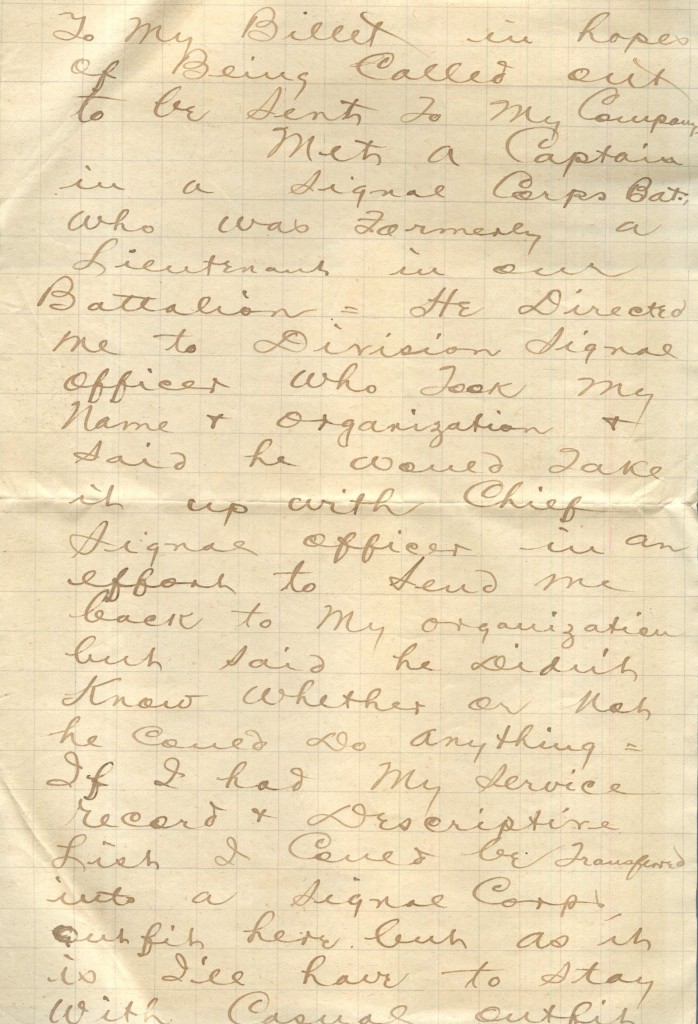 To My Billet in hopes
of Being Called out
to be Sent To My Company
Met a Captain
in a Signal Corps Bat.,
who was Formerly a
Lieutenant in our
Battalion = He Directed
me to Division Signal
Officer who Took My
Name & organization &
said he would Take
it up with Chief
Signal officer in an
effort to Send me
back to My organization
but said he Didn't
Know Whether or Not
he Could Do anything =
If I had My Service
record & Descriptive
List I Could be Transferred
into a Signal Corps
outfit here but as it
is I'll have to Stay
With Casual outfit